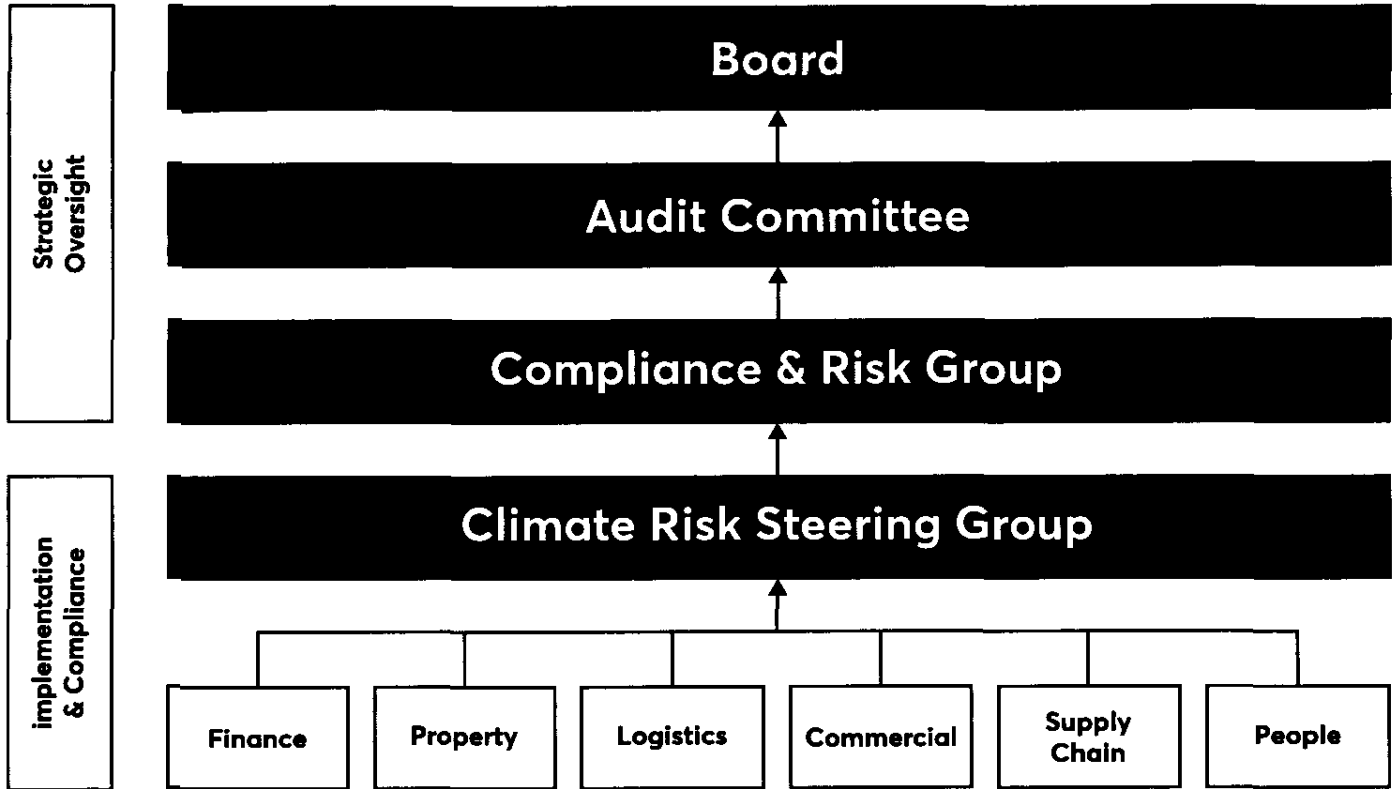 Strategic
Oversight
Board
Audit Committee
Compliance & Risk Group
implementation
& Compliance
Climate Risk Steering Group
Finance
Property
Logistics
Commercial
Supply
Chain
People